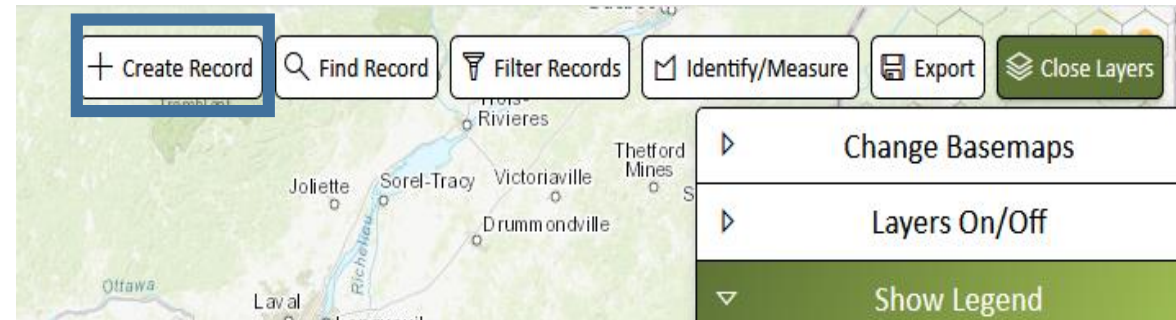 Create Record
Find Record
Filter Records
Identify/Measure
Export
Close Layers
Rivieres
Thetford
Mines
Change Basemaps
Joliette
Sorel-Tracy
Victoriaville
Drummondville
Layers On/Off
Richelieu
Ottawa
Laval
Show Legend